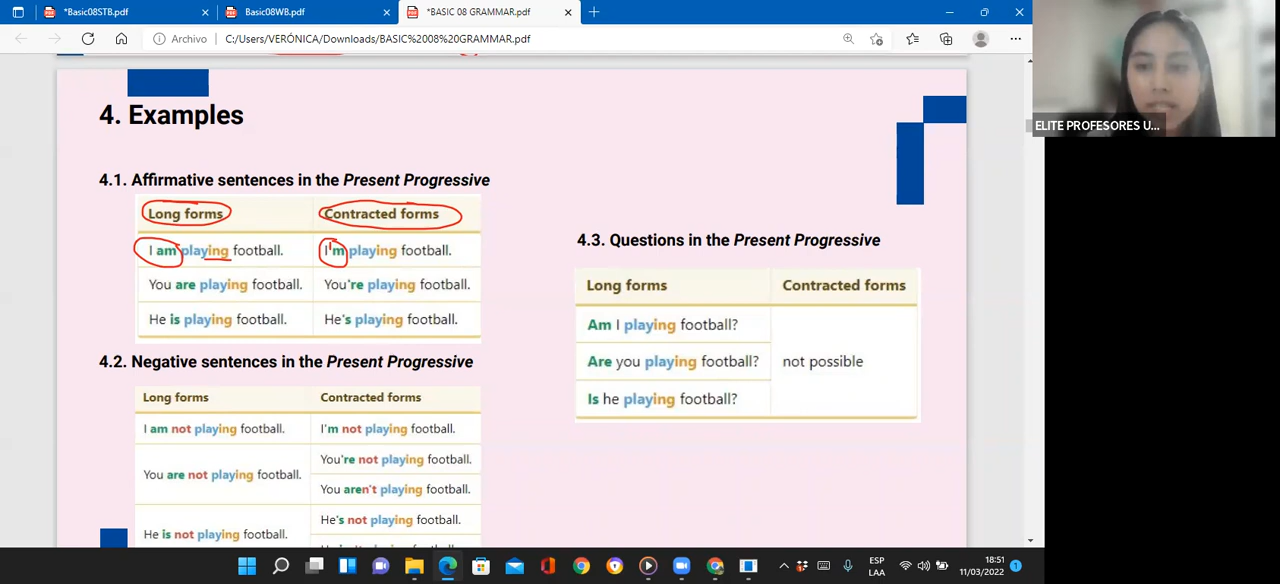 *Basic08STB.pdf
Basic08WB.pdf
*BASIC 08 GRAMMAR.pdf
Archivo
C:/Users/VERÓNICA/Downloads/BASIC%2008%20GRAMMAR.pdf
ELITE PROFESORES U...
4. Examples
4.1. Affirmative sentences in the Present Progressive
Long forms Contracted forms
I am playing football. I'm playing football.
You are playing football. You're playing football.
He is playing football. He's playing football.
4.2. Negative sentences in the Present Progressive
Long forms Contracted forms
I am not playing football. I'm not playing football.
You are not playing football. You're not playing football.
You aren't playing football.
He is not playing football. He's not playing football.
4.3. Questions in the Present Progressive
Long forms Contracted forms
Am I playing football?
Are you playing football? not possible
Is he playing football?
ESP
LAA
18:51
11/03/2022
1